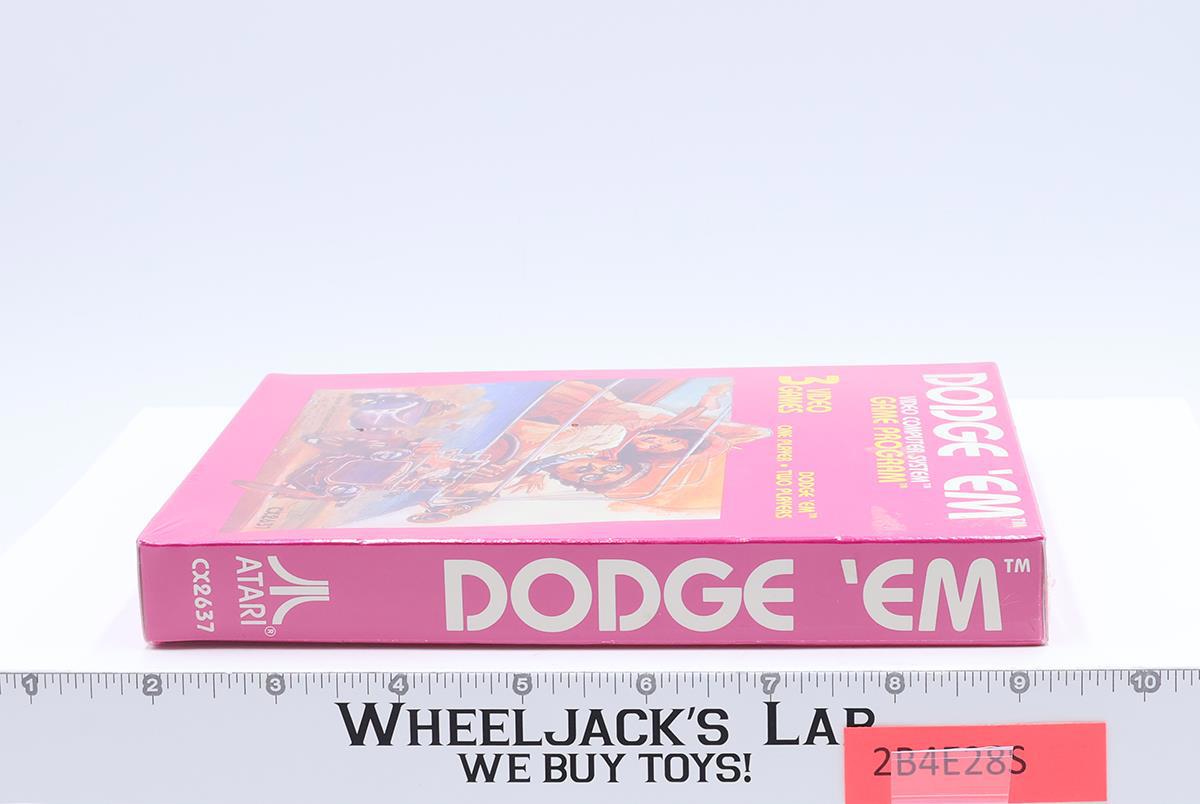 DODGE 'EM™
VIDEO COMPUTER SYSTEM™
GAME PROGRAM™
3 VIDEO
GAMES
ONE PLAYER • TWO PLAYERS
DODGE 'EM™
CX2637
DODGE 'EM™
ATARI®
CX2637
1 2 3 4 5 6 7 8 9 10
WHEELJACK'S LAB
WE BUY TOYS!
2B4E28S